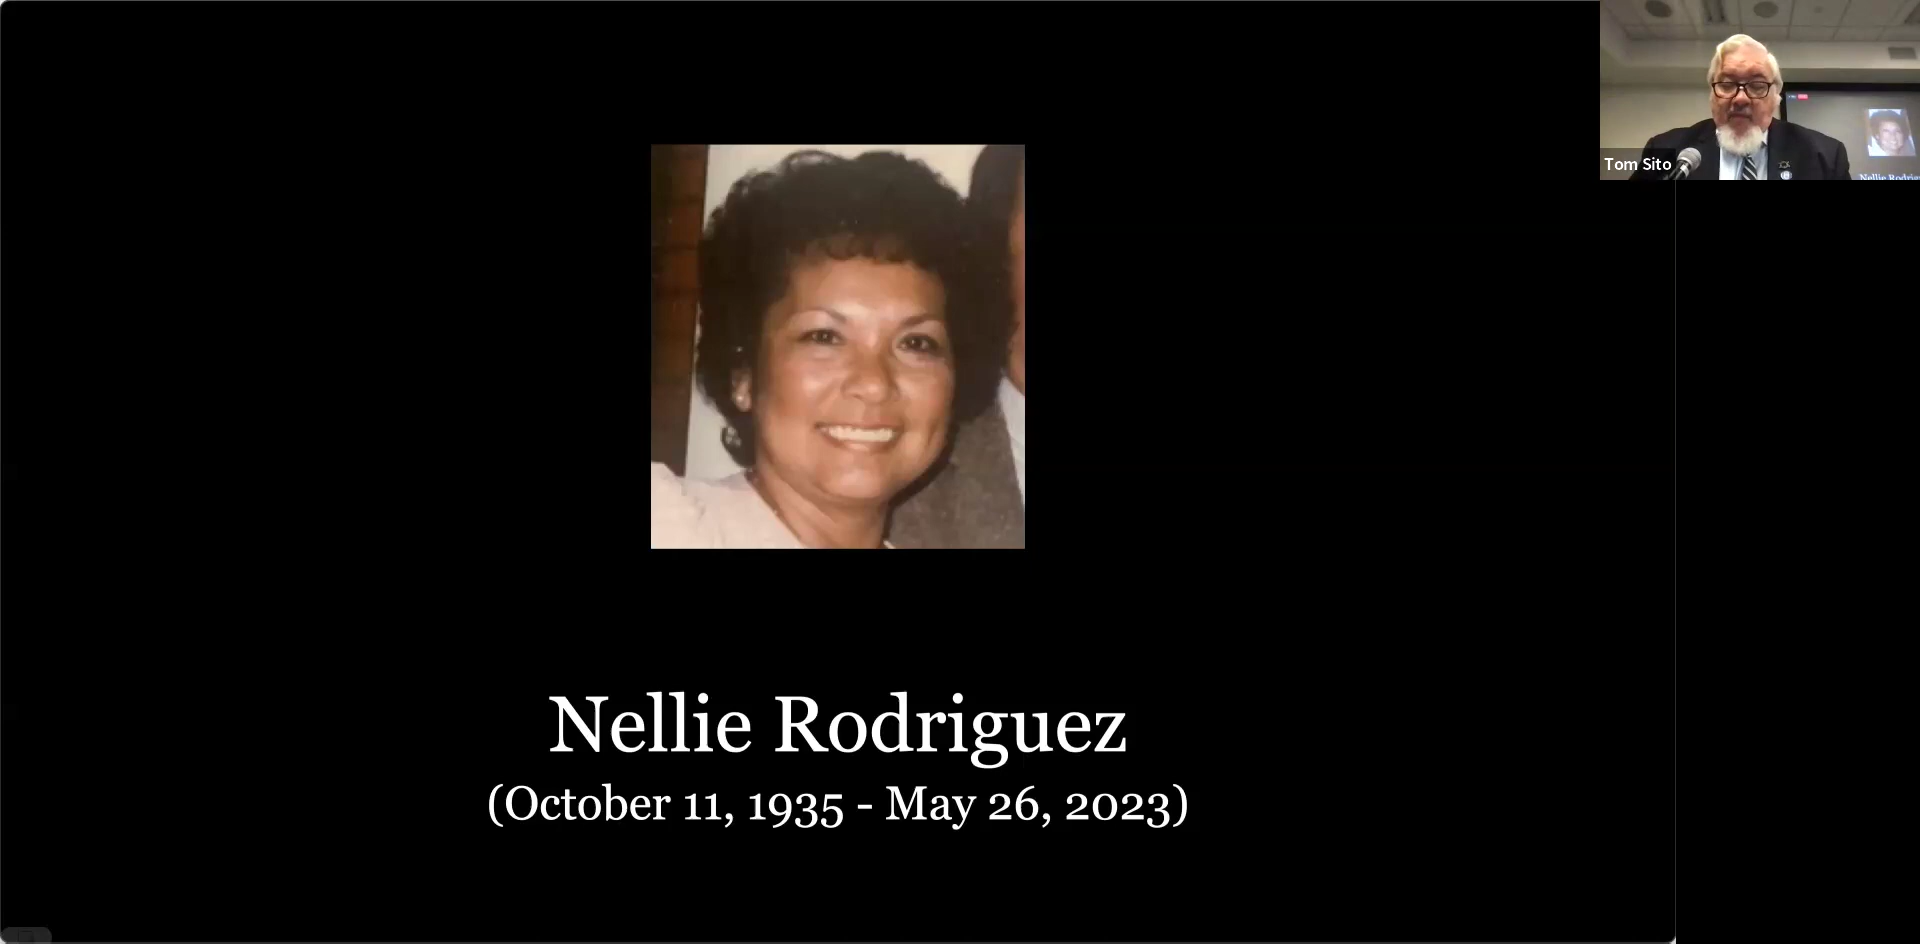 Tom Sito
Nellie Rodriguez
(October 11, 1935 - May 26, 2023)